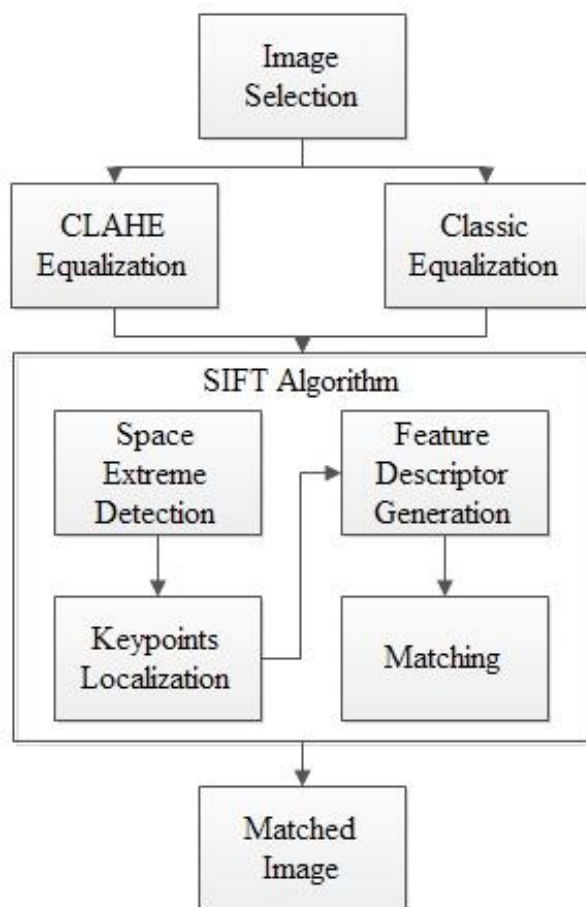 Image
Selection
CLAHE
Equalization
Classic
Equalization
SIFT Algorithm
Space
Extreme
Detection
Feature
Descriptor
Generation
Keypoints
Localization
Matching
Matched
Image